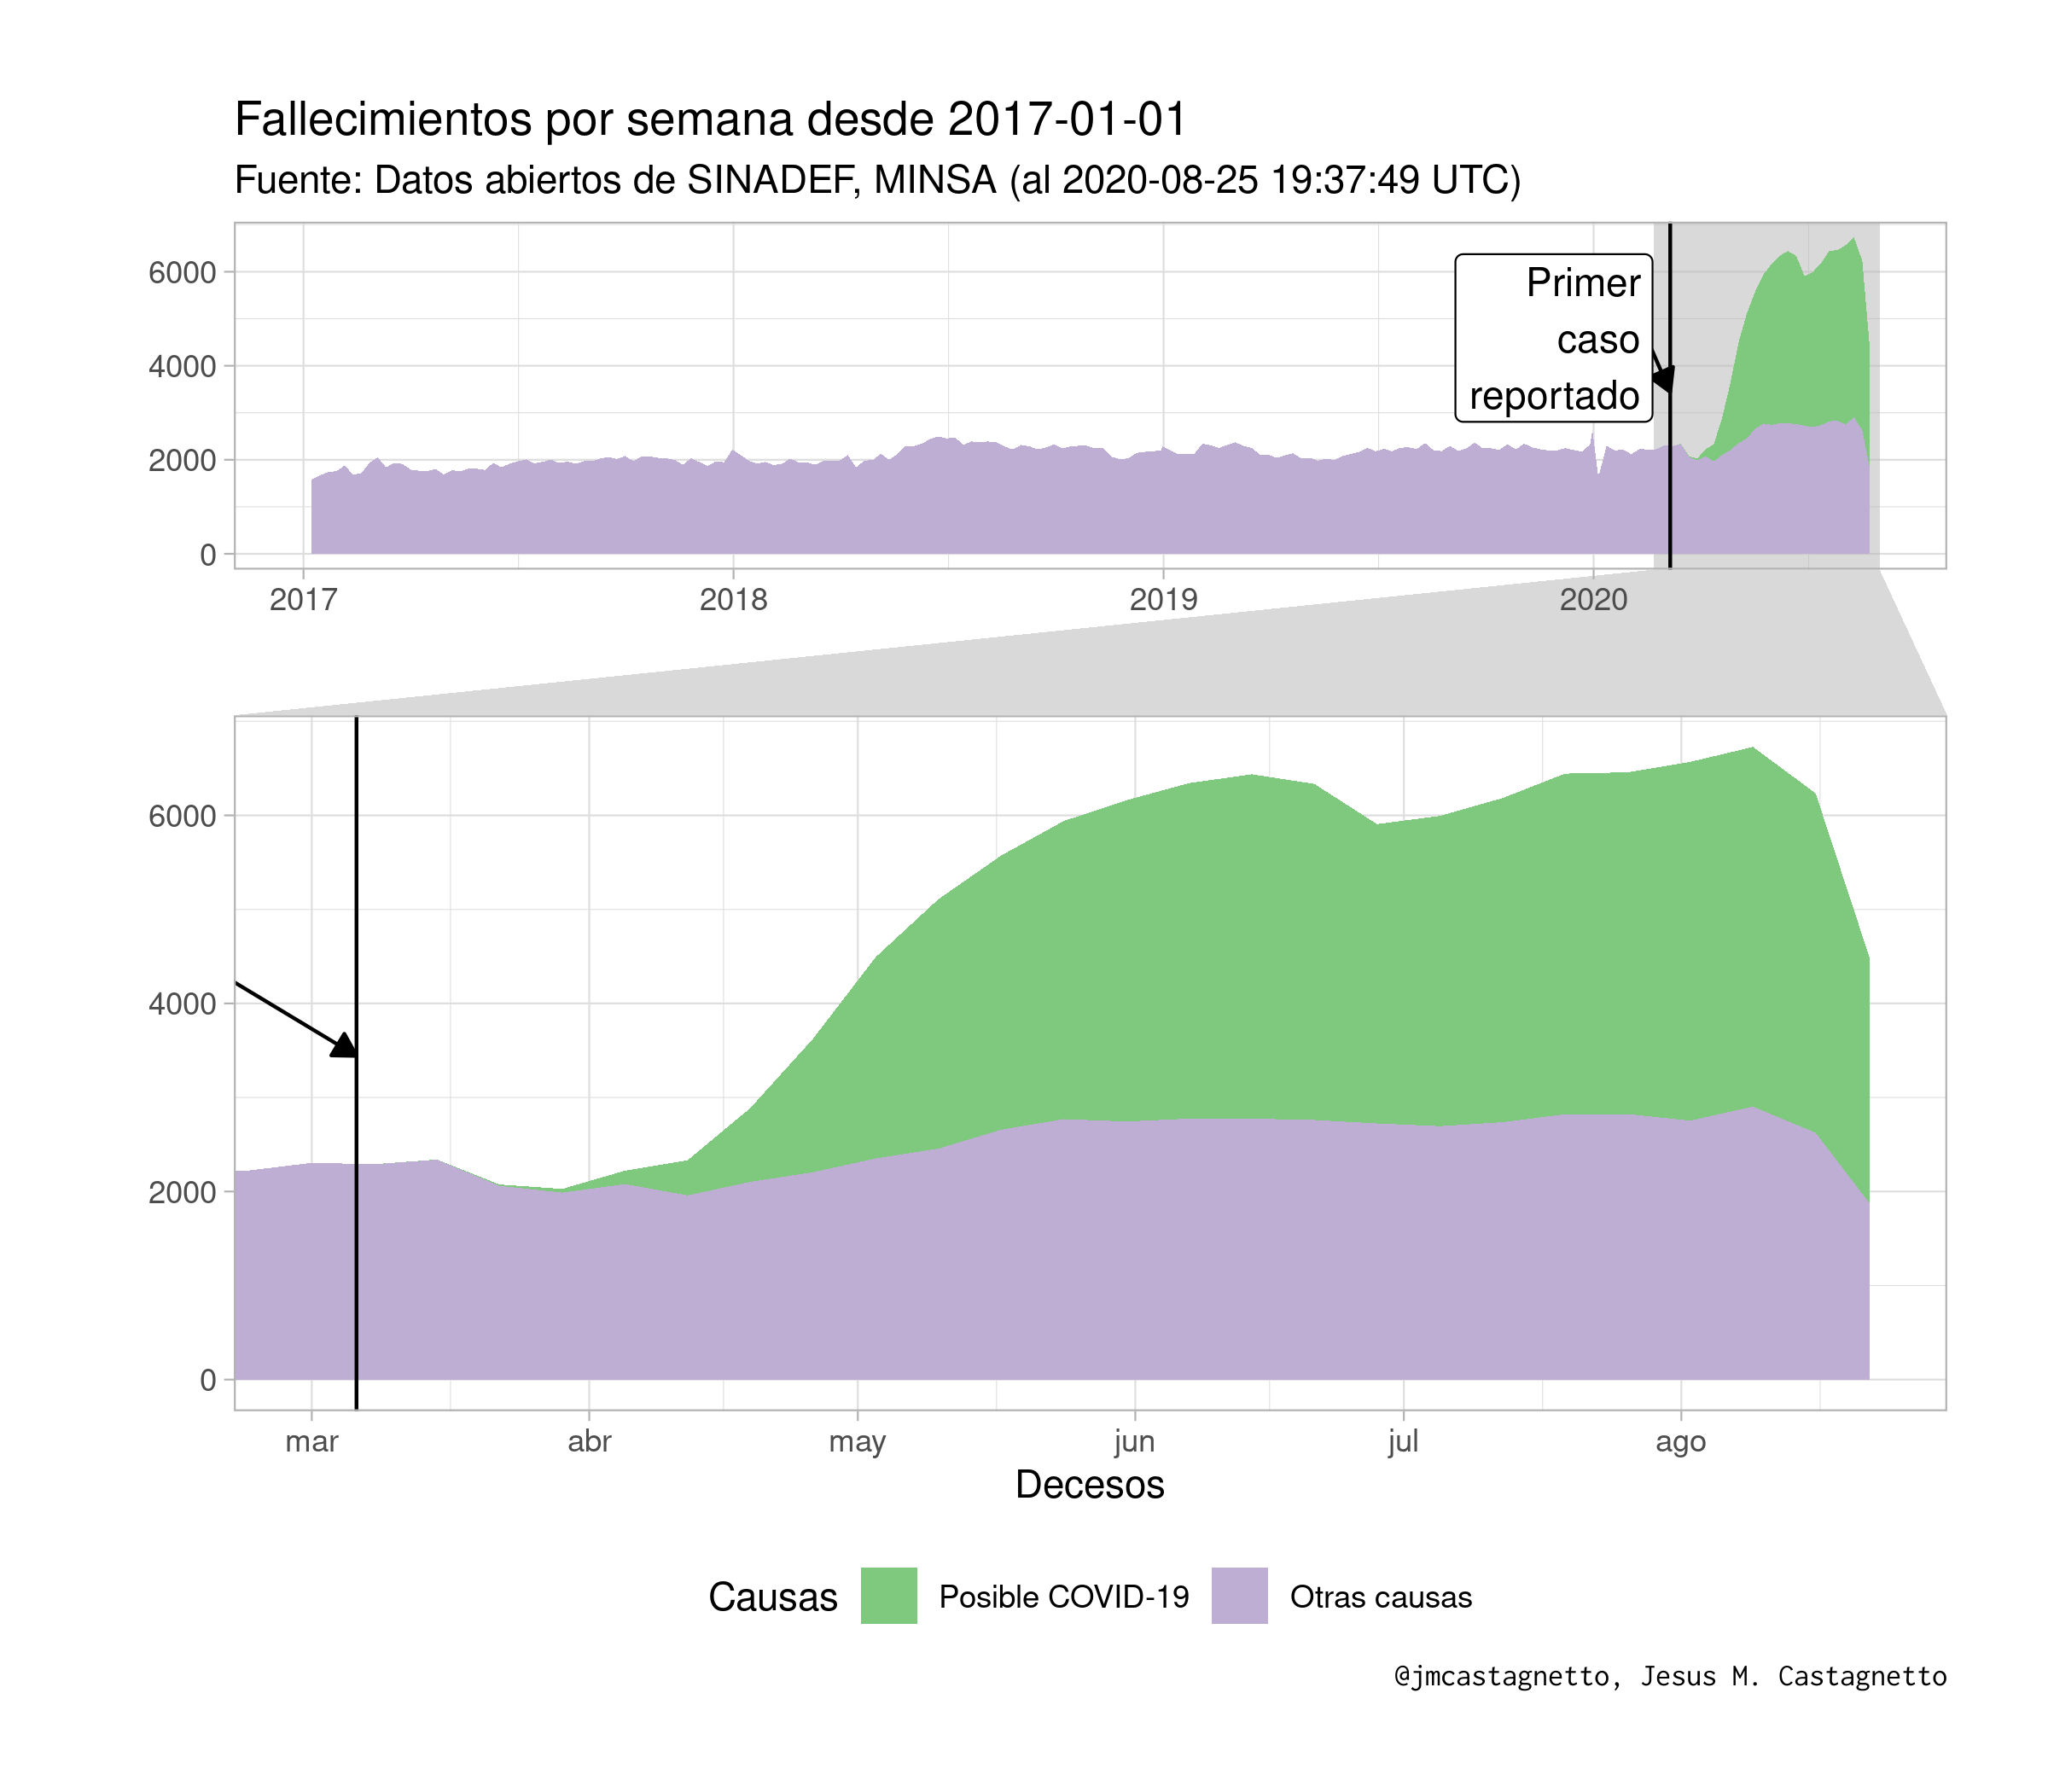 Fallecimientos por semana desde 2017-01-01
Fuente: Datos abiertos de SINADEF, MINSA (al 2020-08-25 19:37:49 UTC)
6000
4000
2000
0
Primer
caso
reportado
2017 2018 2019 2020
6000
4000
2000
0
mar abr may jun jul ago
Decesos
Causas Posible COVID-19 Otras causas
@jmcastagnetto, Jesus M. Castagnetto